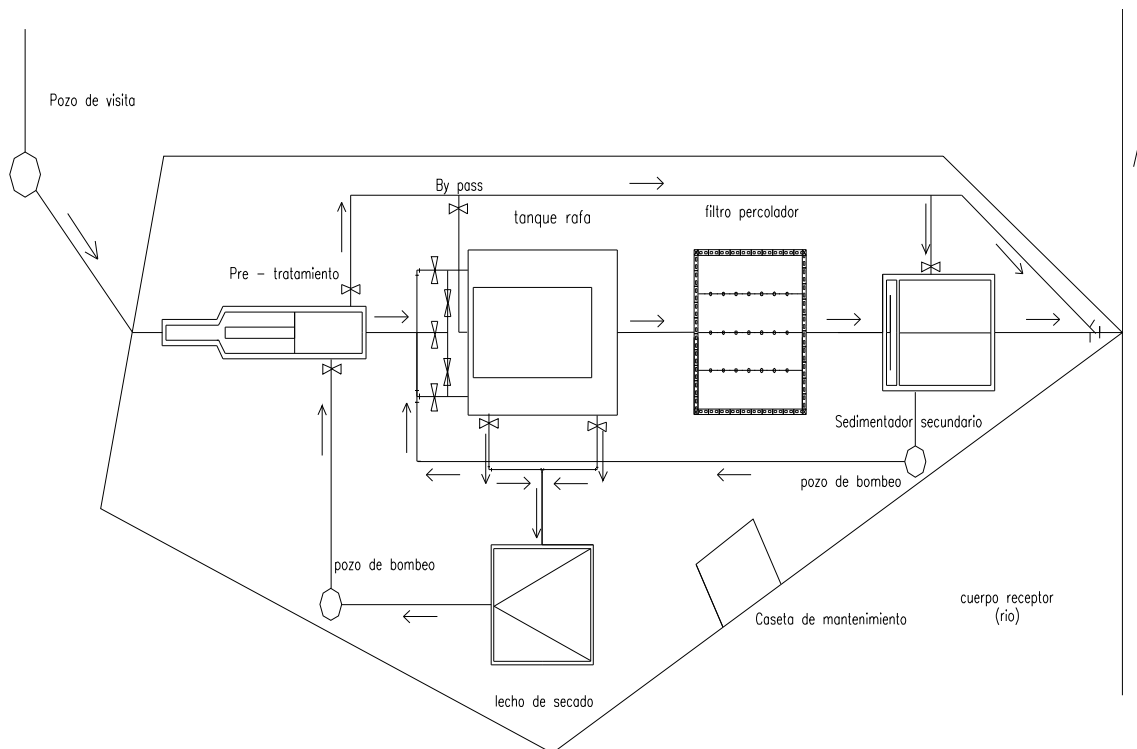 Pozo de visita
By pass
tanque rafa
filtro percolador
Pre - tratamiento
Sedimentador secundario
pozo de bombeo
pozo de bombeo
Caseta de mantenimiento
cuerpo receptor
(rio)
lecho de secado